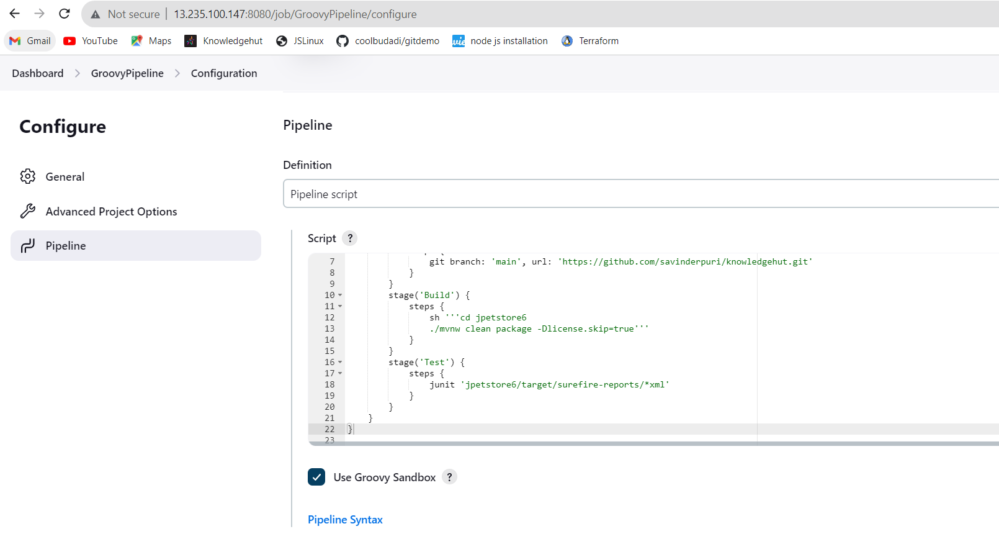 Not secure | 13.235.100.147:8080/job/GroovyPipeline/configure
Gmail YouTube Maps Knowledgehut JSLinux coolbudadi/gitdemo node js installation Terraform
Dashboard > GroovyPipeline > Configuration
Configure
General
Advanced Project Options
Pipeline
Pipeline
Definition
Pipeline script
Script ?
7 git branch: 'main', url: 'https://github.com/savinderpuri/knowledgehut.git'
8 }
9 }
10 stage('Build') {
11 steps {
12 sh '''cd jpetstore6
13 ./mvnw clean package -Dlicense.skip=true'''
14 }
15 }
16 stage('Test') {
17 steps {
18 junit 'jpetstore6/target/surefire-reports/*xml'
19 }
20 }
21 }
22 }
23
Use Groovy Sandbox ?
Pipeline Syntax